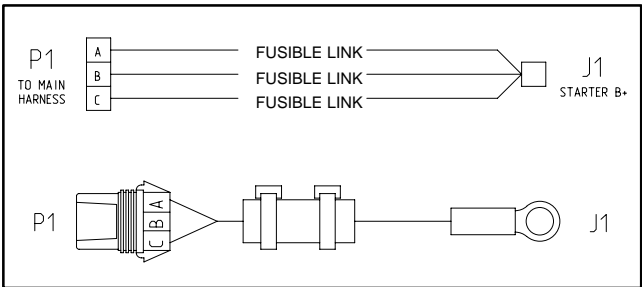 P1
TO MAIN
HARNESS
A
B
C
FUSIBLE LINK
FUSIBLE LINK
FUSIBLE LINK
J1
STARTER B+
P1
A
B
C
J1